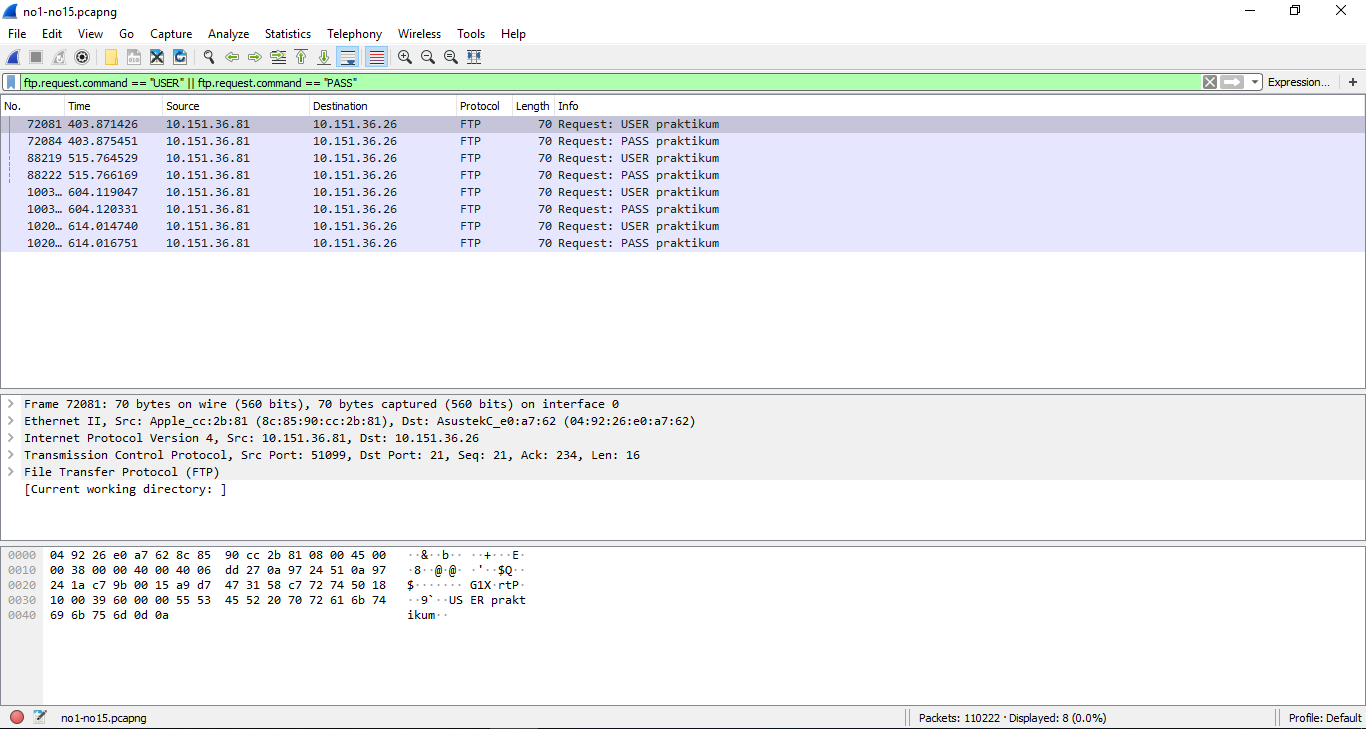 no1-no15.pcapng
File Edit View Go Capture Analyze Statistics Telephony Wireless Tools Help
ftp.request.command == "USER" || ftp.request.command == "PASS" Expression... +
No. Time Source Destination Protocol Length Info
72081 403.871426 10.151.36.81 10.151.36.26 FTP 70 Request: USER praktikum
72084 403.875451 10.151.36.81 10.151.36.26 FTP 70 Request: PASS praktikum
88219 515.764529 10.151.36.81 10.151.36.26 FTP 70 Request: USER praktikum
88222 515.766169 10.151.36.81 10.151.36.26 FTP 70 Request: PASS praktikum
1003… 604.119047 10.151.36.81 10.151.36.26 FTP 70 Request: USER praktikum
1003… 604.120331 10.151.36.81 10.151.36.26 FTP 70 Request: PASS praktikum
1020… 614.014740 10.151.36.81 10.151.36.26 FTP 70 Request: USER praktikum
1020… 614.016751 10.151.36.81 10.151.36.26 FTP 70 Request: PASS praktikum
Frame 72081: 70 bytes on wire (560 bits), 70 bytes captured (560 bits) on interface 0
Ethernet II, Src: Apple_cc:2b:81 (8c:85:90:cc:2b:81), Dst: AsustekC_e0:a7:62 (04:92:26:e0:a7:62)
Internet Protocol Version 4, Src: 10.151.36.81, Dst: 10.151.36.26
Transmission Control Protocol, Src Port: 51099, Dst Port: 21, Seq: 21, Ack: 234, Len: 16
File Transfer Protocol (FTP)
[Current working directory: ]
0000 04 92 26 e0 a7 62 8c 85 90 cc 2b 81 08 00 45 00 ··&··b·· ··+···E·
0010 00 38 00 00 40 00 40 06 dd 27 0a 97 24 51 0a 97 ·8··@·@· ·'··$Q··
0020 24 1a c7 9b 00 15 a9 d7 47 31 58 c7 72 74 50 18 $······· G1X·rtP·
0030 10 00 39 60 00 00 55 53 45 52 20 70 72 61 6b 74 ··9`··US ER prakt
0040 69 6b 75 6d 0d 0a ikum··
no1-no15.pcapng Packets: 110222 · Displayed: 8 (0.0%) Profile: Default